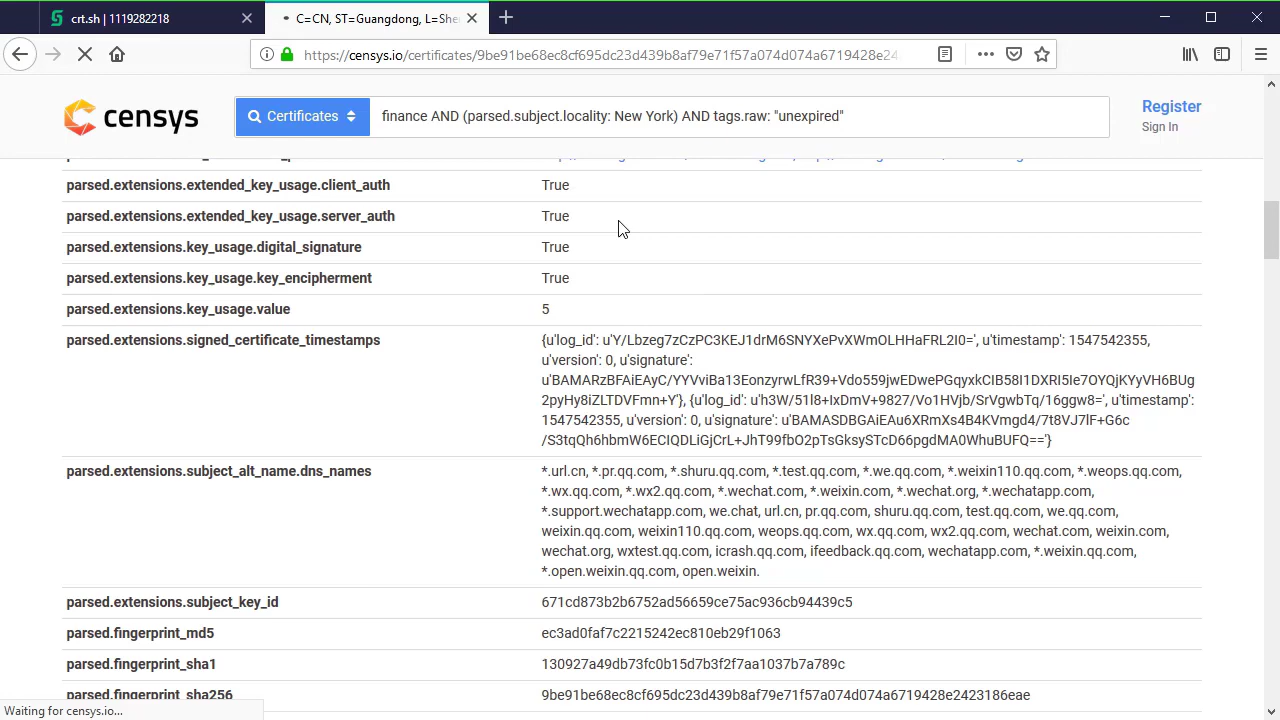 crt.sh | 1119282218
C=CN, ST=Guangdong, L=She
https://censys.io/certificates/9be91be68ec8cf695dc23d439b8af79e71f57a074d074a6719428e24
censys
Certificates
finance AND (parsed.subject.locality: New York) AND tags.raw: "unexpired"
Register
Sign In
parsed.extensions.extended_key_usage.client_auth True
parsed.extensions.extended_key_usage.server_auth True
parsed.extensions.key_usage.digital_signature True
parsed.extensions.key_usage.key_encipherment True
parsed.extensions.key_usage.value 5
parsed.extensions.signed_certificate_timestamps
{u'log_id': u'Y/Lbzeg7zCzPC3KEJ1drM6SNYXePvXWmOLHHaFRL2I0=', u'timestamp': 1547542355,
u'version': 0, u'signature':
u'BAMARzBFAiEAyC/YYVviBa13EonzyrwLfR39+Vdo559jwEDwePGqyxkCIB58I1DXRI5Ie7OYQjKYyVH6BUg
2pyHy8iZLTDVFmn+Y'}, {u'log_id': u'h3W/51l8+IxDmV+9827/Vo1HVjb/SrVgwbTq/16ggw8=', u'timestamp':
1547542355, u'version': 0, u'signature': u'BAMASDBGAiEAu6XRmXs4B4KVmgd4/7t8VJ7lF+G6c
/S3tqQh6hbmW6ECIQDLiGjCrL+JhT99fbO2pTsGksySTcD66pgdMA0WhuBUFQ=='}
parsed.extensions.subject_alt_name.dns_names
*.url.cn, *.pr.qq.com, *.shuru.qq.com, *.test.qq.com, *.we.qq.com, *.weixin110.qq.com, *.weops.qq.com,
*.wx.qq.com, *.wx2.qq.com, *.wechat.com, *.weixin.com, *.wechat.org, *.wechatapp.com,
*.support.wechatapp.com, we.chat, url.cn, pr.qq.com, shuru.qq.com, test.qq.com, we.qq.com,
weixin.qq.com, weixin110.qq.com, weops.qq.com, wx.qq.com, wx2.qq.com, wechat.com, weixin.com,
wechat.org, wxtest.qq.com, icrash.qq.com, ifeedback.qq.com, wechatapp.com, *.weixin.qq.com,
*.open.weixin.qq.com, open.weixin.
parsed.extensions.subject_key_id 671cd873b2b6752ad56659ce75ac936cb94439c5
parsed.fingerprint_md5 ec3ad0faf7c2215242ec810eb29f1063
parsed.fingerprint_sha1 130927a49db73fc0b15d7b3f2f7aa1037b7a789c
parsed.fingerprint_sha256 9be91be68ec8cf695dc23d439b8af79e71f57a074d074a6719428e2423186eae
Waiting for censys.io...